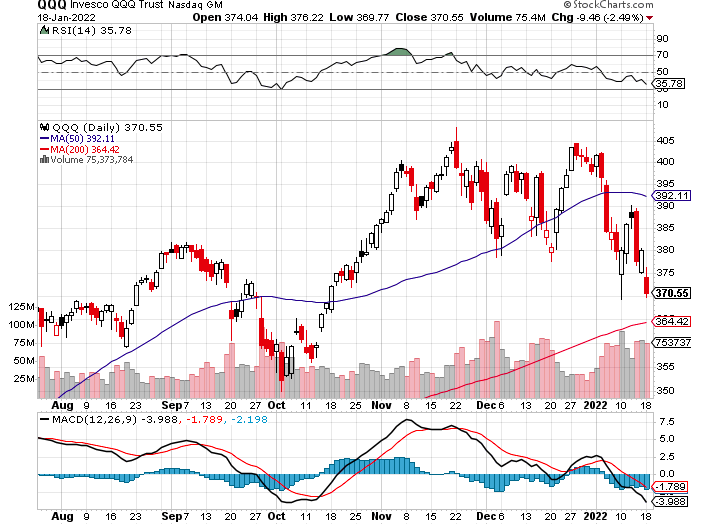 QQQ Invesco QQQ Trust Nasdaq GM
© StockCharts.com
18-Jan-2022 Open 374.04 High 376.22 Low 369.77 Close 370.55 Volume 75.4M Chg -9.46 (-2.49%)
RSI(14) 35.78
90
70
50
35.78
30
10
QQQ (Daily) 370.55
MA(50) 392.11
MA(200) 364.42
Volume 75,373,784
405
400
395
392.11
390
385
380
375
370.55
364.42
753737
355
350
125M
100M
75M
50M
25M
Aug 9 16 23 Sep 7 13 20 27 Oct 11 18 25 Nov 8 15 22 Dec 6 13 20 27 2022 10 18
MACD(12,26,9) -3.988, -1.789, -2.198
7.5
5.0
2.5
0.0
-1.789
-3.988
Aug 9 16 23 Sep 7 13 20 27 Oct 11 18 25 Nov 8 15 22 Dec 6 13 20 27 2022 10 18